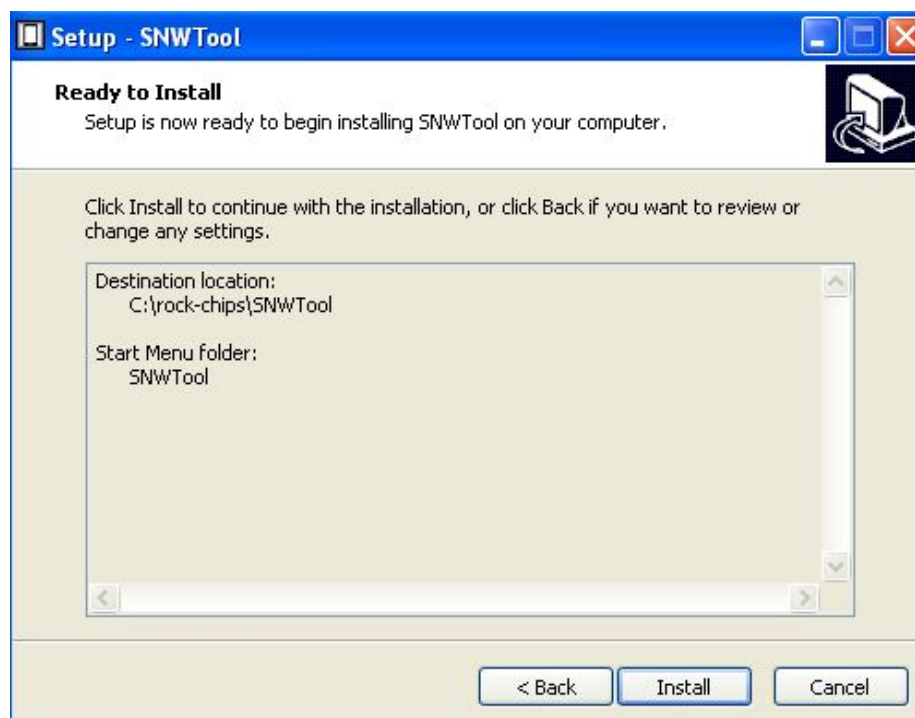 Setup - SNWTool
Ready to Install
Setup is now ready to begin installing SNWTool on your computer.
Click Install to continue with the installation, or click Back if you want to review or
change any settings.
Destination location:
C:\rock-chips\SNWTool
Start Menu folder:
SNWTool
< Back
Install
Cancel